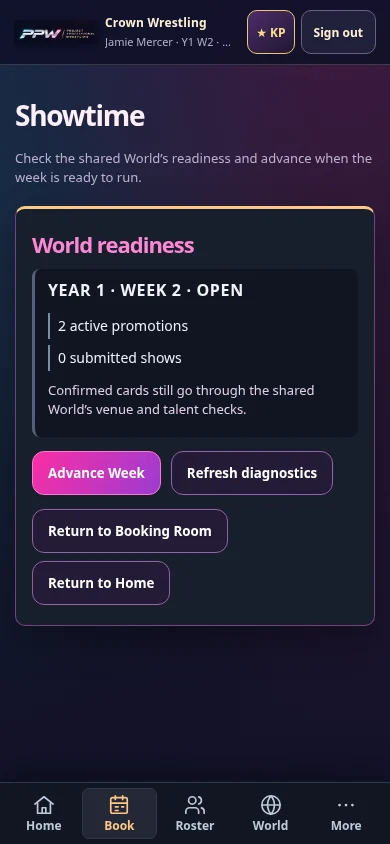 PPW
Crown Wrestling
Jamie Mercer · Y1 W2 · ...
★ KP
Sign out
Showtime
Check the shared World's readiness and advance when the
week is ready to run.
World readiness
YEAR 1 · WEEK 2 · OPEN
2 active promotions
0 submitted shows
Confirmed cards still go through the shared
World's venue and talent checks.
Advance Week
Refresh diagnostics
Return to Booking Room
Return to Home
Home
Book
Roster
World
More